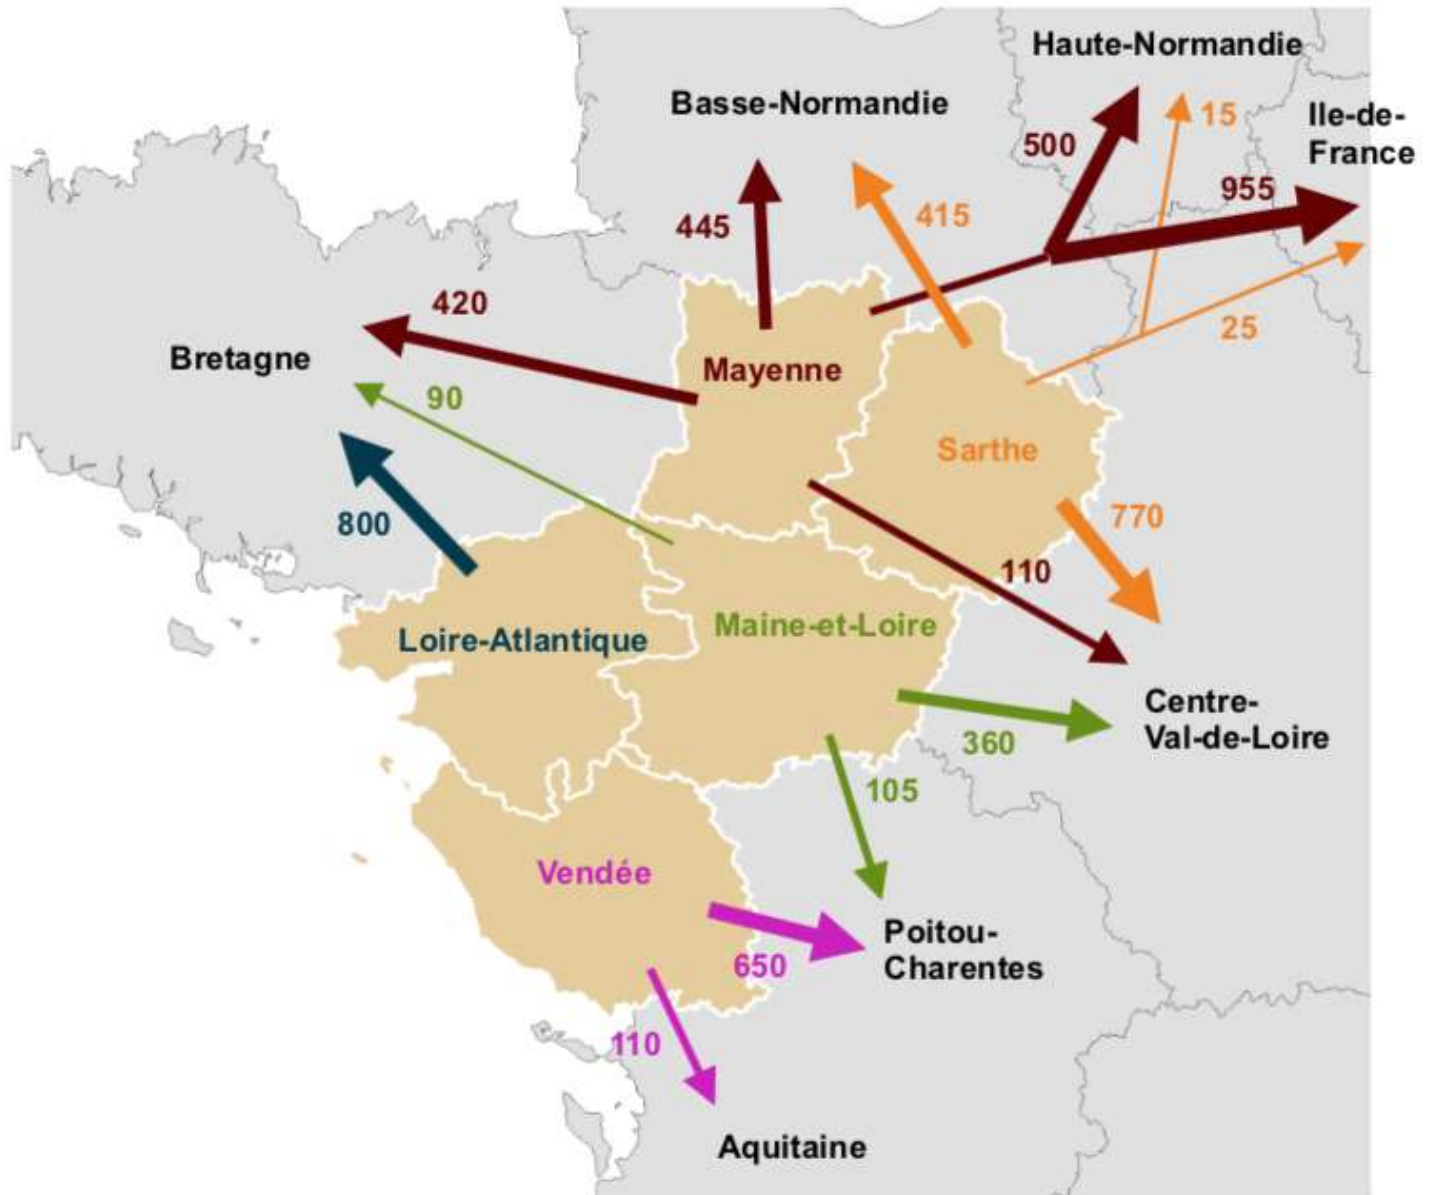 Haute-Normandie
Basse-Normandie
15
Ile-de-
France
500
955
445
415
420
25
Bretagne
Mayenne
90
Sarthe
800
770
110
Maine-et-Loire
Loire-Atlantique
Centre-
Val-de-Loire
360
105
Vendée
Poitou-
Charentes
650
110
Aquitaine